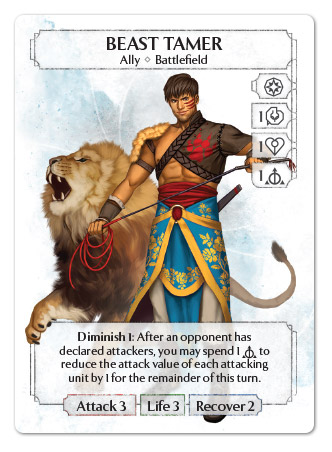 BEAST TAMER
Ally ◇ Battlefield
1
1
1
Diminish 1: After an opponent has
declared attackers, you may spend 1 to
reduce the attack value of each attacking
unit by 1 for the remainder of this turn.
Attack 3 Life 3 Recover 2